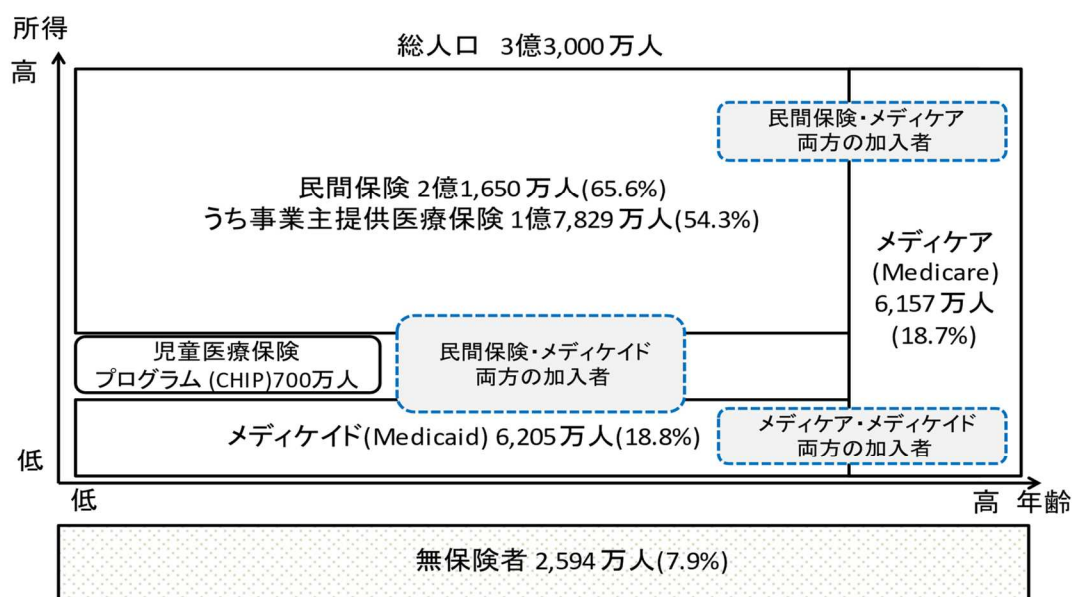 所得
高
総人口 3億3,000万人
民間保険・メディケア
両方の加入者
民間保険 2億1,650万人(65.6%)
うち事業主提供医療保険 1億7,829万人(54.3%)
メディケア
(Medicare)
6,157万人
(18.7%)
児童医療保険
プログラム (CHIP)700万人
民間保険・メディケイド
両方の加入者
メディケイド(Medicaid) 6,205万人(18.8%)
メディケア・メディケイド
両方の加入者
低
低
高 年齢
無保険者 2,594万人(7.9%)